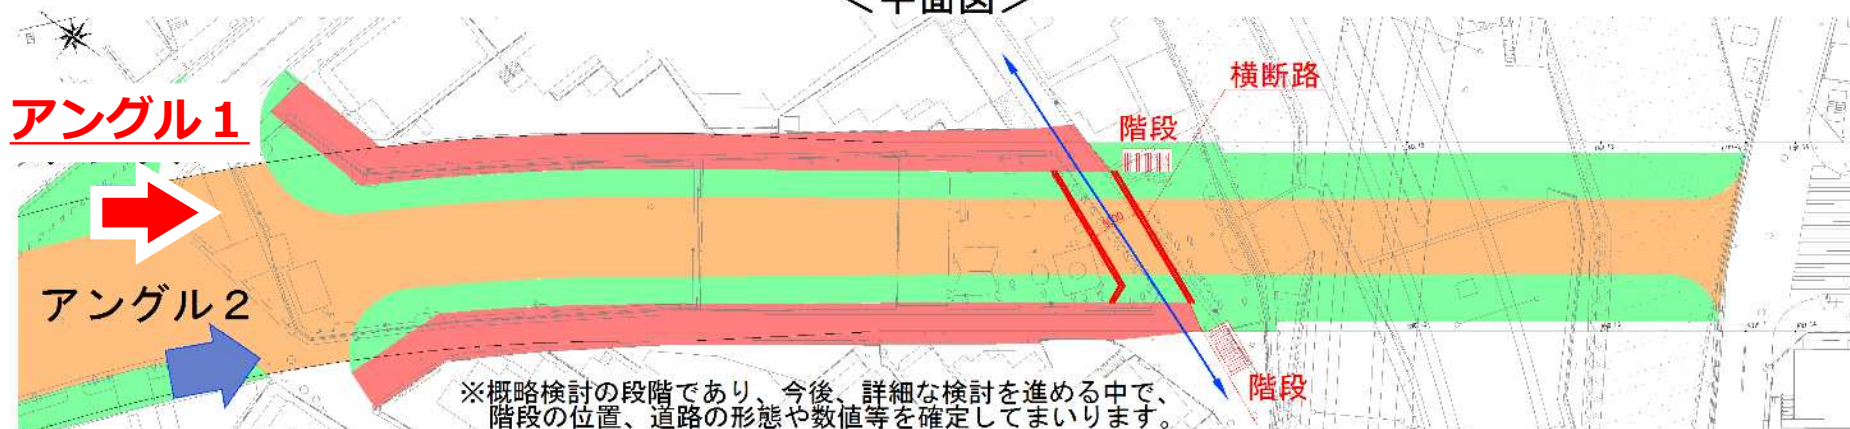 <平面図>
横断路
アングル1
階段
アングル2
階段
※概略検討の段階であり、今後、詳細な検討を進める中で、
階段の位置、道路の形態や数値等を確定してまいります。